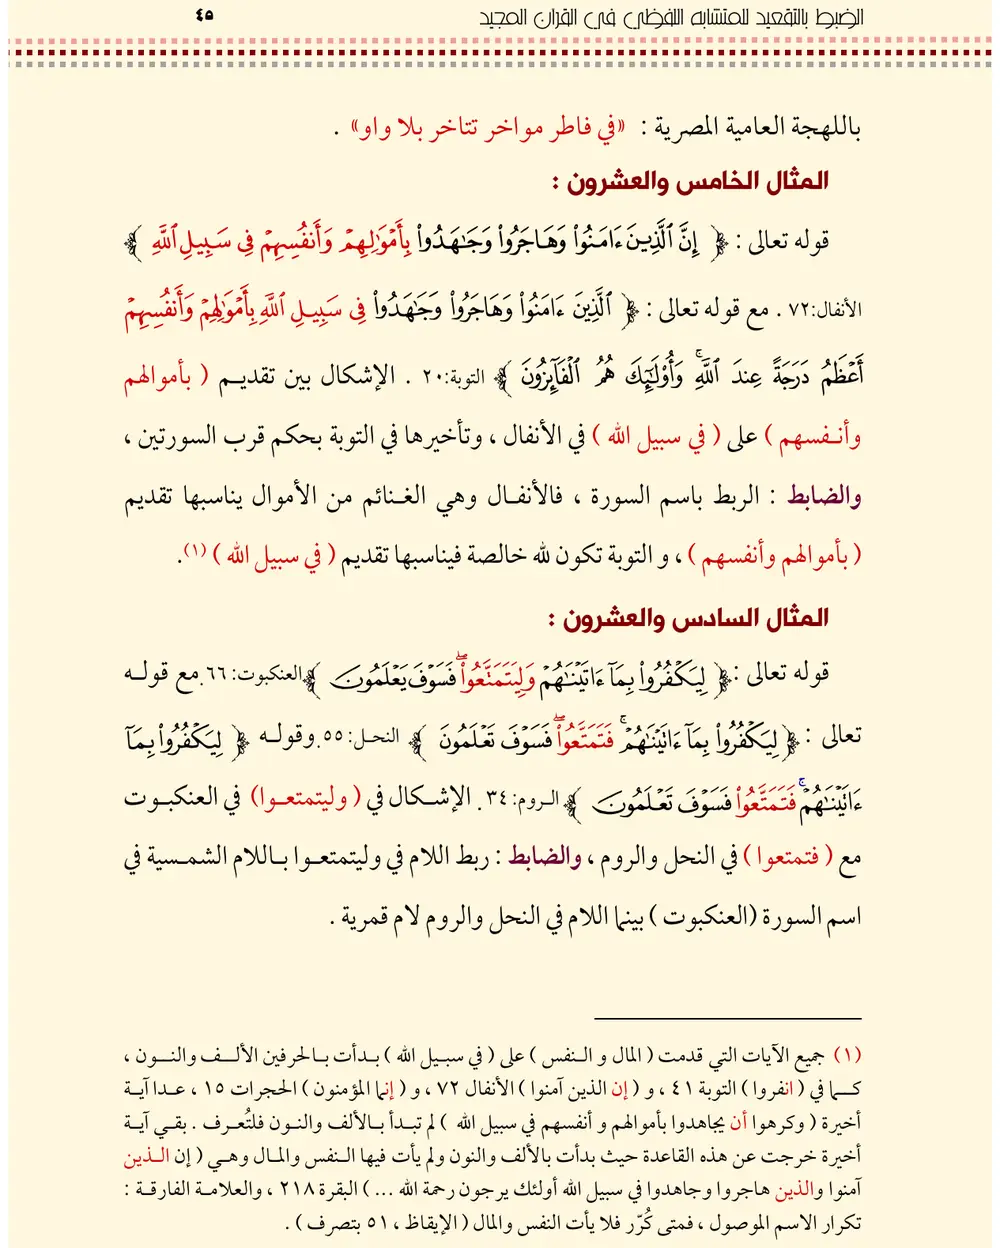 الضبط بالتقعيد للمتشابه اللفظي في القرآن المجيد ٤٥
باللهجة العامية المصرية : «في فاطر مواخر تتاخر بلا واو» .
المثال الخامس والعشرون :
قوله تعالى : ﴿ إِنَّ ٱلَّذِينَ ءَامَنُوا۟ وَهَاجَرُوا۟ وَجَٰهَدُوا۟ بِأَمْوَٰلِهِمْ وَأَنفُسِهِمْ فِى سَبِيلِ ٱللَّهِ ﴾
الأنفال:٧٢ . مع قوله تعالى : ﴿ ٱلَّذِينَ ءَامَنُوا۟ وَهَاجَرُوا۟ وَجَٰهَدُوا۟ فِى سَبِيلِ ٱللَّهِ بِأَمْوَٰلِهِمْ وَأَنفُسِهِمْ
أَعْظَمُ دَرَجَةً عِندَ ٱللَّهِ ۚ وَأُو۟لَٰٓئِكَ هُمُ ٱلْفَآئِزُونَ ﴾ التوبة:٢٠ . الإشكال بين تقديم ( بأموالهم
وأنفسهم ) على ( في سبيل الله ) في الأنفال ، وتأخيرها في التوبة بحكم قرب السورتين ،
والضابط : الربط باسم السورة ، فالأنفال وهي الغنائم من الأموال يناسبها تقديم
( بأموالهم وأنفسهم ) ، و التوبة تكون لله خالصة فيناسبها تقديم ( في سبيل الله ) (١).
المثال السادس والعشرون :
قوله تعالى :﴿ لِيَكْفُرُوا۟ بِمَآ ءَاتَيْنَٰهُمْ وَلِيَتَمَتَّعُوا۟ ۖ فَسَوْفَ يَعْلَمُونَ ﴾العنكبوت: ٦٦.مع قوله
تعالى :﴿لِيَكْفُرُوا۟ بِمَآ ءَاتَيْنَٰهُمْ ۚ فَتَمَتَّعُوا۟ ۖ فَسَوْفَ تَعْلَمُونَ ﴾ النحل: ٥٥.وقوله ﴿ لِيَكْفُرُوا۟ بِمَآ
ءَاتَيْنَٰهُمْ ۚ فَتَمَتَّعُوا۟ فَسَوْفَ تَعْلَمُونَ ﴾الروم: ٣٤. الإشكال في ( وليتمتعوا) في العنكبوت
مع ( فتمتعوا ) في النحل والروم ، والضابط : ربط اللام في وليتمتعوا باللام الشمسية في
اسم السورة (العنكبوت ) بينما اللام في النحل والروم لام قمرية .
(١) جميع الآيات التي قدمت ( المال و النفس ) على ( في سبيل الله ) بدأت بالحرفين الألف والنون ،
كما في ( انفروا ) التوبة ٤١ ، و ( إن الذين آمنوا ) الأنفال ٧٢ ، و ( إنما المؤمنون ) الحجرات ١٥ ، عدا آية
أخيرة ( وكرهوا أن يجاهدوا بأموالهم و أنفسهم في سبيل الله ) لم تبدأ بالألف والنون فلتُعرف . بقي آية
أخيرة خرجت عن هذه القاعدة حيث بدأت بالألف والنون ولم يأت فيها النفس والمال وهي ( إن الذين
آمنوا والذين هاجروا وجاهدوا في سبيل الله أولئك يرجون رحمة الله ... ) البقرة ٢١٨ ، والعلامة الفارقة :
تكرار الاسم الموصول ، فمتى كُرّر فلا يأت النفس والمال ( الإيقاظ ، ٥١ بتصرف ) .